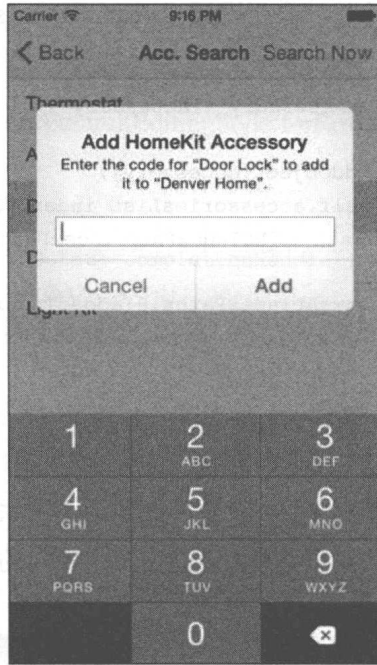 Carrier 9:16 PM
Back Acc. Search Search Now
Thermostat
A
Add HomeKit Accessory
Enter the code for “Door Lock” to add
it to “Denver Home”.
D
D
Cancel Add
Light Kit
1 2 3
ABC DEF
4 5 6
GHI JKL MNO
7 8 9
PQRS TUV WXYZ
0